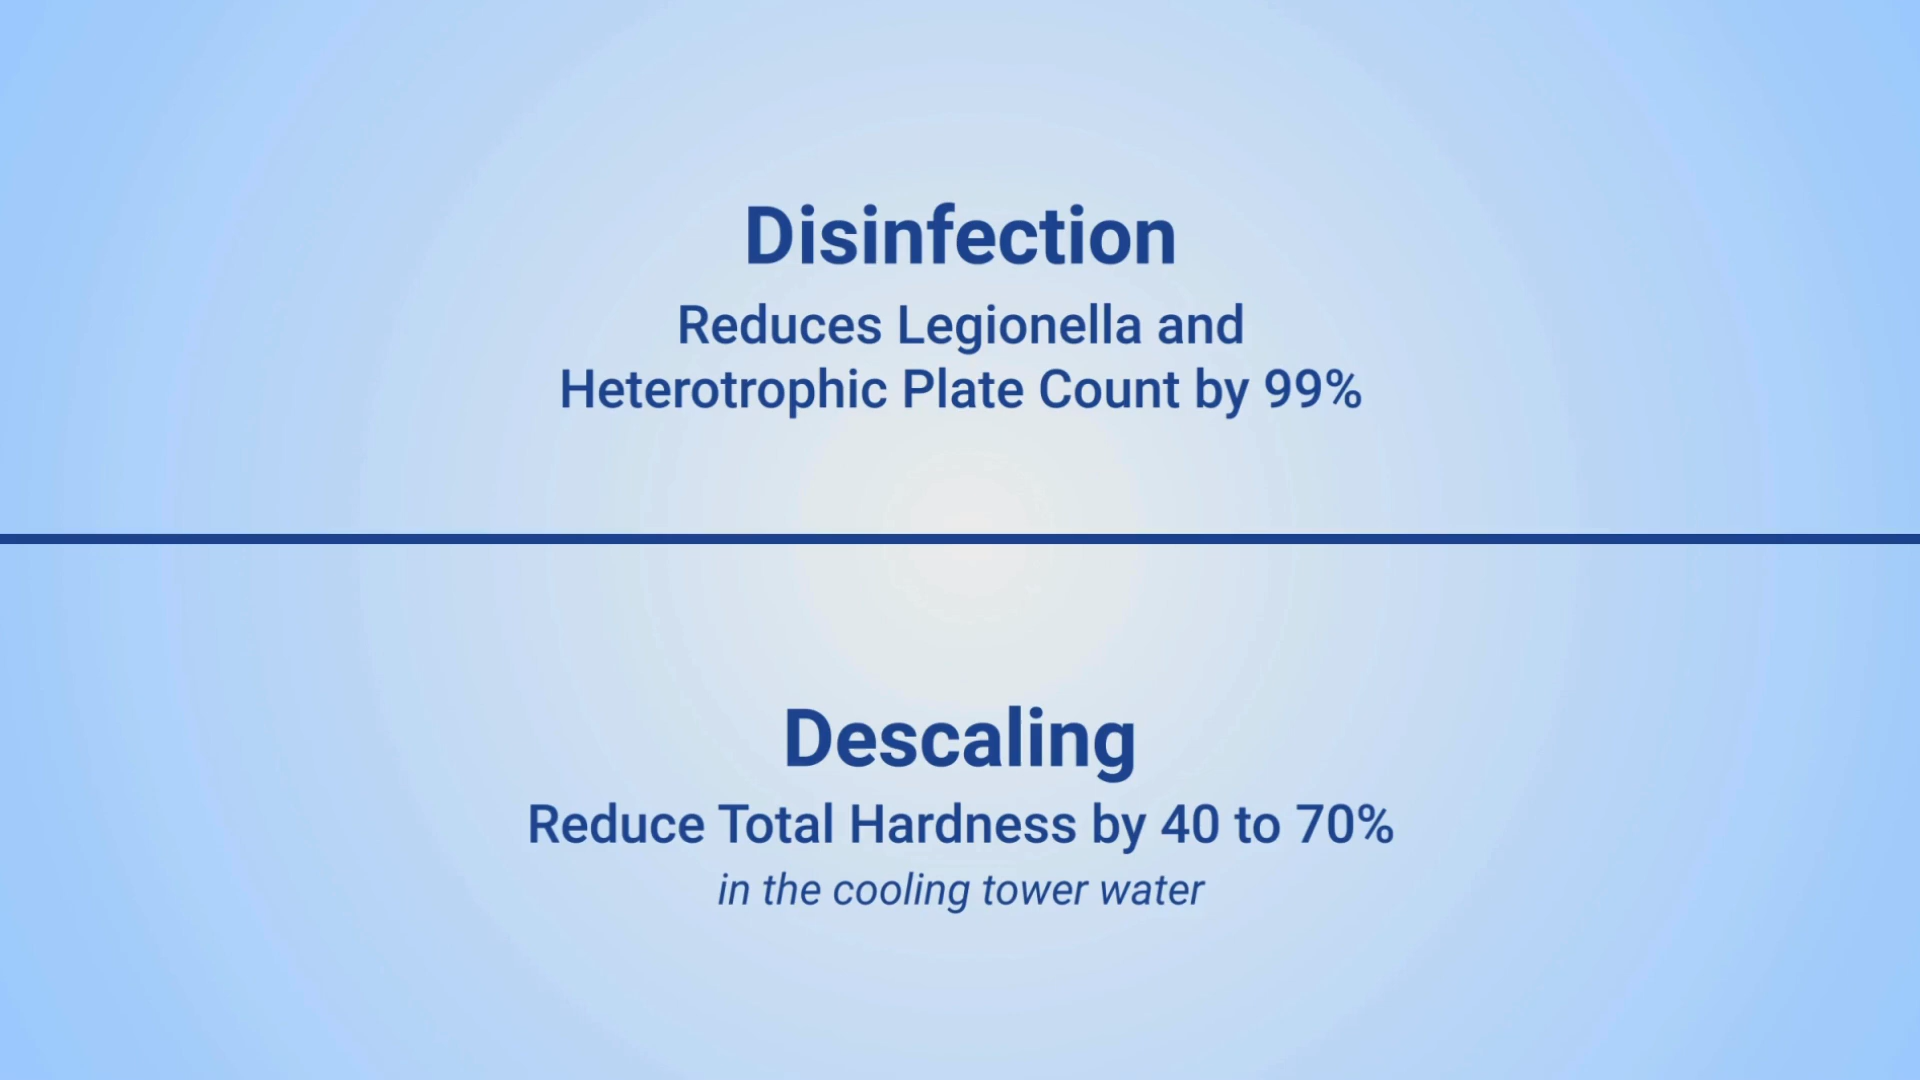 Disinfection
Reduces Legionella and
Heterotrophic Plate Count by 99%
Descaling
Reduce Total Hardness by 40 to 70%
in the cooling tower water